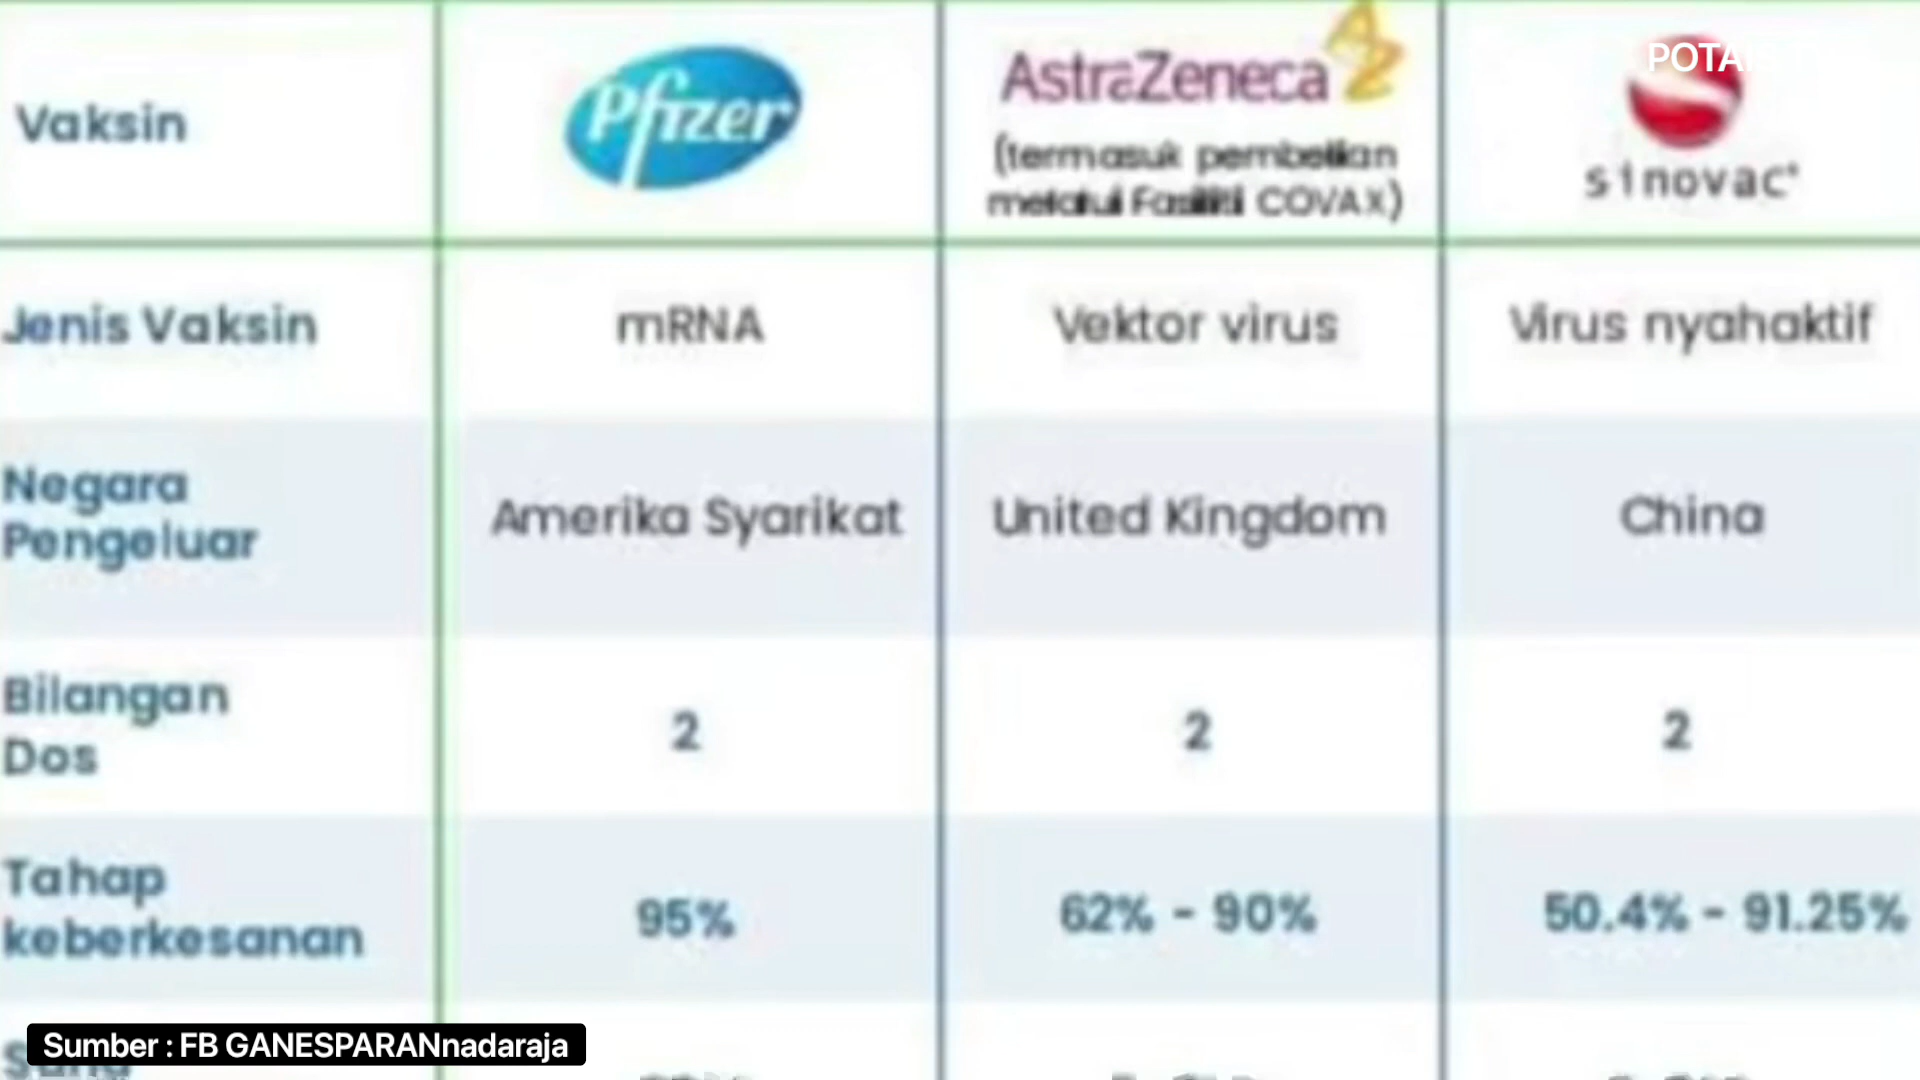 POTA
Vaksin
Pfizer
AstraZeneca
(termasuk pembelian
melalui Fasiliti COVAX)
sinovac
Jenis Vaksin
mRNA
Vektor virus
Virus nyahaktif
Negara
Pengeluar
Amerika Syarikat
United Kingdom
China
Bilangan
Dos
2
2
2
Tahap
keberkesanan
95%
62% - 90%
50.4% - 91.25%
Sumber : FB GANESPARANnadaraja